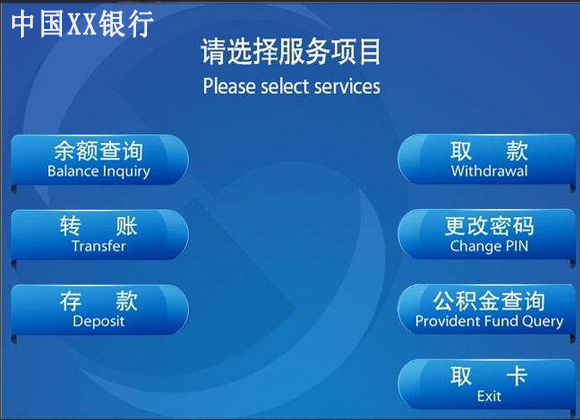 中国XX银行
请选择服务项目
Please select services
余额查询
Balance Inquiry
取 款
Withdrawal
转 账
Transfer
更改密码
Change PIN
存 款
Deposit
公积金查询
Provident Fund Query
取 卡
Exit